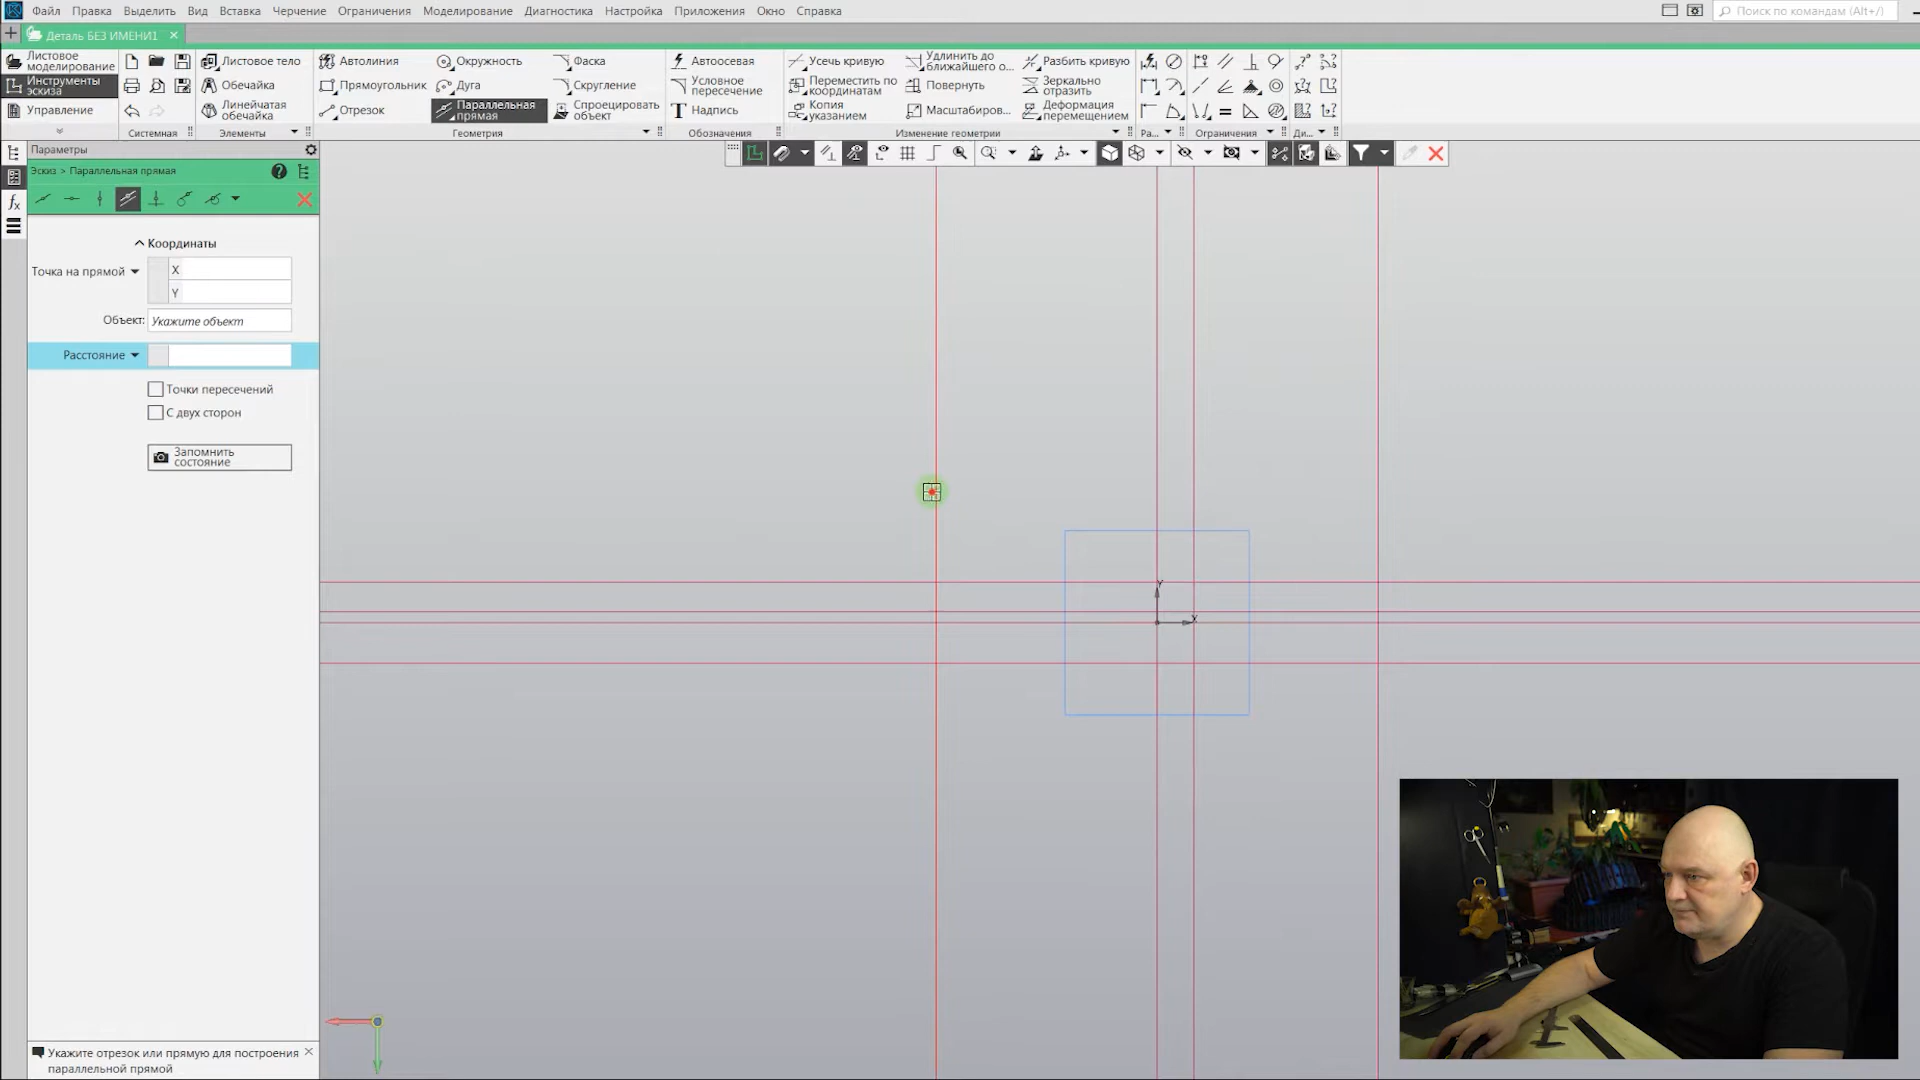 Файл Правка Выделить Вид Вставка Черчение Ограничения Моделирование Диагностика Настройка Приложения Окно Справка
Поиск по командам (Alt+/)
Деталь БЕЗ ИМЕНИ1
Листовое моделирование
Инструменты эскиза
Управление
Системная
Листовое тело
Обечайка
Линейчатая обечайка
Элементы
Автолиния
Прямоугольник
Отрезок
Окружность
Дуга
Параллельная прямая
Фаска
Скругление
Спроецировать объект
Геометрия
Автоосевая
Условное пересечение
Надпись
Обозначения
Усечь кривую
Переместить по координатам
Копия указанием
Удлинить до ближайшего о...
Повернуть
Масштабиров...
Разбить кривую
Зеркально отразить
Деформация перемещением
Изменение геометрии
Ра...
Ограничения
Ди...
Параметры
Эскиз > Параллельная прямая
Координаты
Точка на прямой
X
Y
Объект: Укажите объект
Расстояние
Точки пересечений
С двух сторон
Запомнить состояние
Y
X
Укажите отрезок или прямую для построения
параллельной прямой